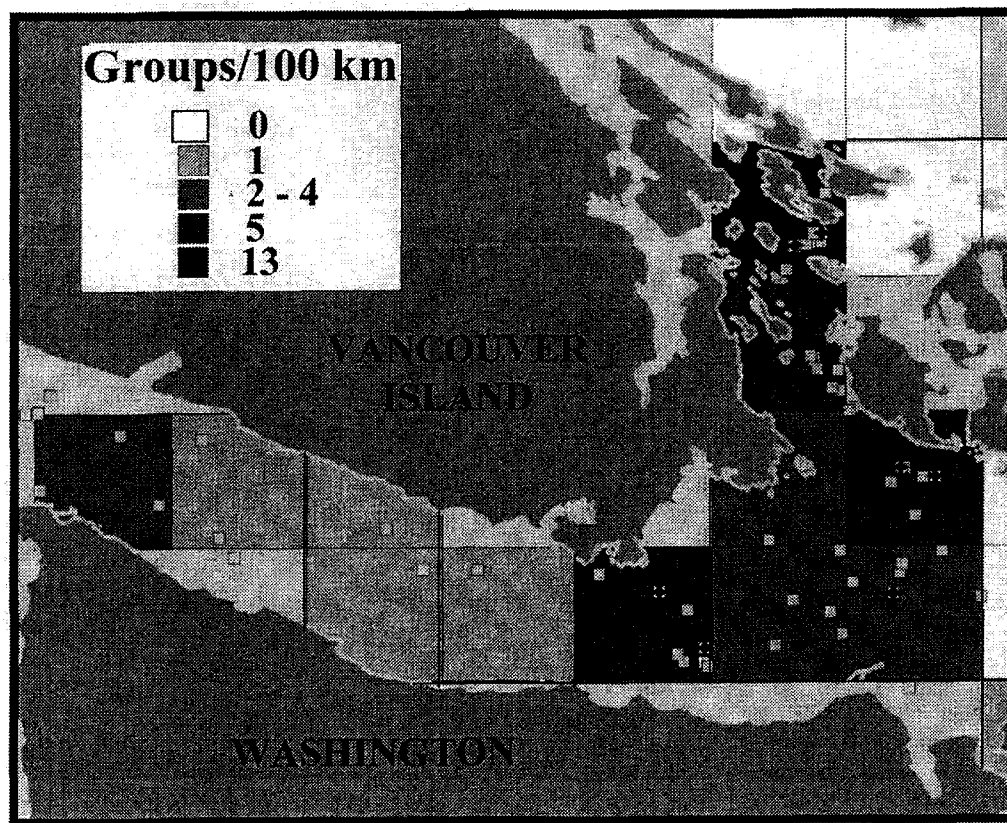 Groups/100 km
0
1
2 - 4
5
13
VANCOUVER
ISLAND
WASHINGTON